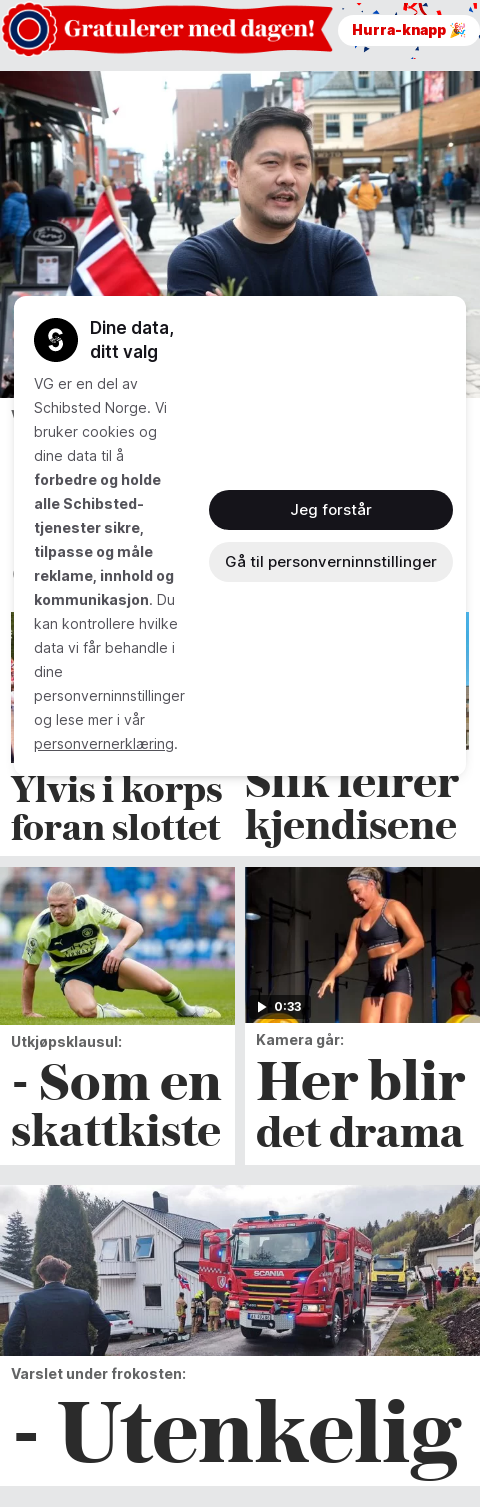 Gratulerer med dagen!
Hurra-knapp 🎉
Dine data,
ditt valg
VG er en del av
Schibsted Norge. Vi
bruker cookies og
dine data til å
forbedre og holde
alle Schibsted-
tjenester sikre,
tilpasse og måle
reklame, innhold og
kommunikasjon. Du
kan kontrollere hvilke
data vi får behandle i
dine
personverninnstillinger
og lese mer i vår
personvernerklæring.
Jeg forstår
Gå til personverninnstillinger
Ylvis i korps
foran slottet
Slik feirer
kjendisene
0:33
Utkjøpsklausul:
- Som en
skattkiste
Kamera går:
Her blir
det drama
SCANIA
Varslet under frokosten:
- Utenkelig